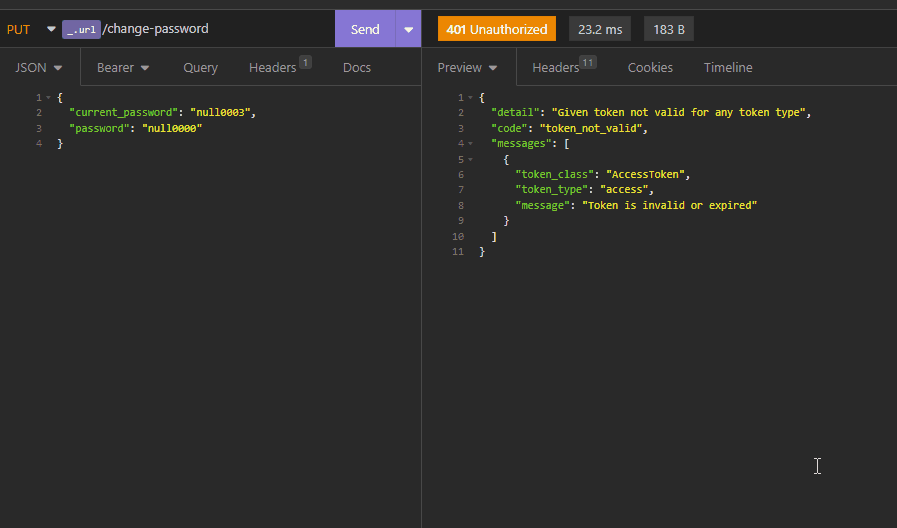 PUT _.url /change-password Send 401 Unauthorized 23.2 ms 183 B
JSON Bearer Query Headers 1 Docs Preview Headers 11 Cookies Timeline
1 {
2 "current_password": "null0003",
3 "password": "null0000"
4 }
1 {
2 "detail": "Given token not valid for any token type",
3 "code": "token_not_valid",
4 "messages": [
5 {
6 "token_class": "AccessToken",
7 "token_type": "access",
8 "message": "Token is invalid or expired"
9 }
10 ]
11 }